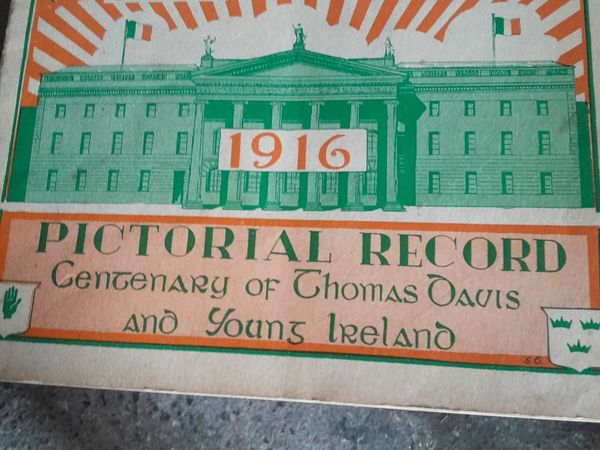 1916
PICTORIAL RECORD
Centenary of Thomas Davis
and Young Ireland